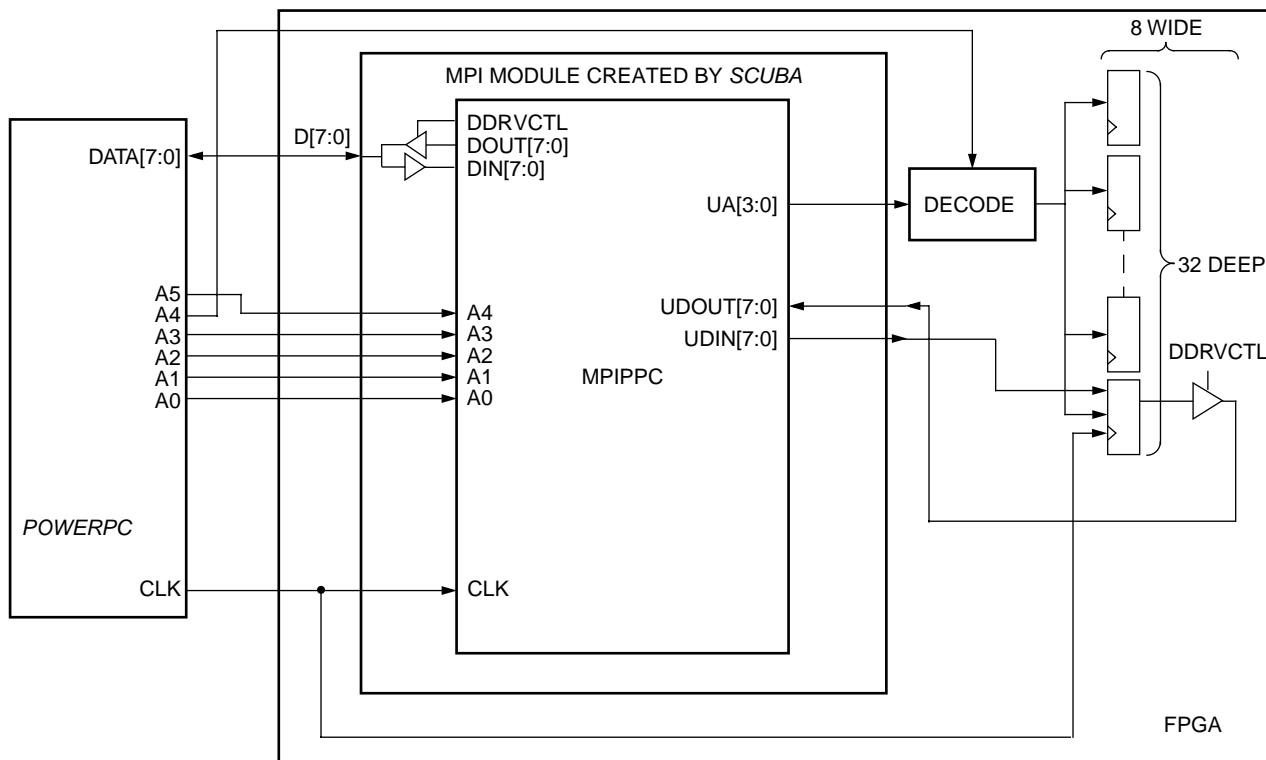 8 WIDE
MPI MODULE CREATED BY SCUBA
DATA[7:0]
D[7:0]
DDRVCTL
DOUT[7:0]
DIN[7:0]
UA[3:0]
DECODE
32 DEEP
A5
A4
A3
A2
A1
A0
A4
A3
A2
A1
A0
UDOUT[7:0]
UDIN[7:0]
MPIPPC
DDRVCTL
POWERPC
CLK
CLK
FPGA